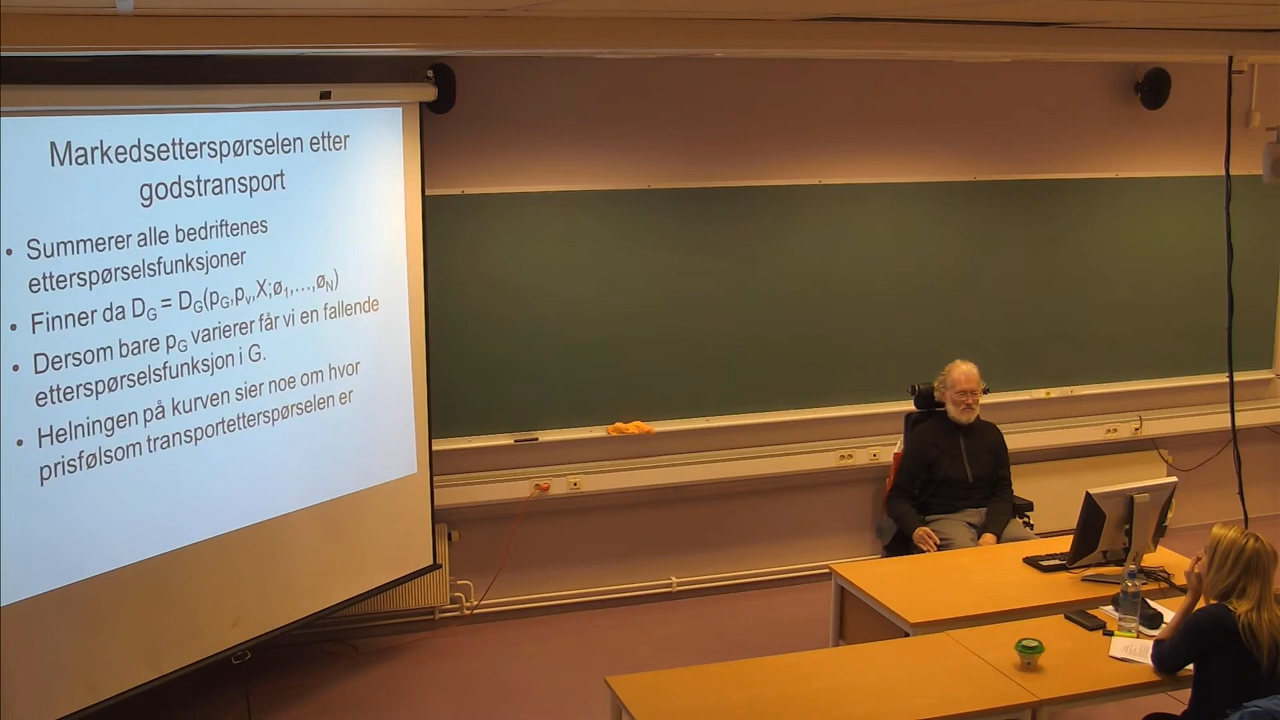 Markedsetterspørselen etter
godstransport
• Summerer alle bedriftenes
etterspørselsfunksjoner
• Finner da D_G = D_G(p_G,p_v,X;ø_1,…,ø_N)
• Dersom bare p_G varierer får vi en fallende
etterspørselsfunksjon i G.
• Helningen på kurven sier noe om hvor
prisfølsom transportetterspørselen er